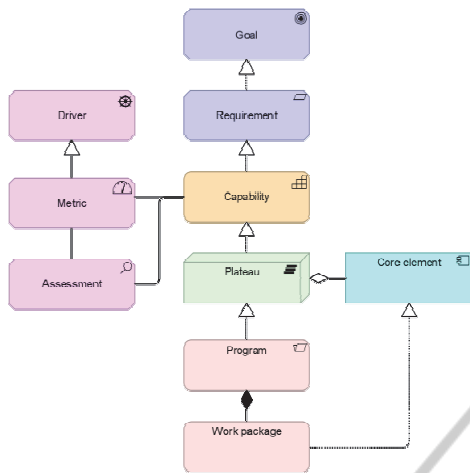 Goal
Driver
Requirement
Metric
Capability
Assessment
Plateau
Core element
Program
Work package